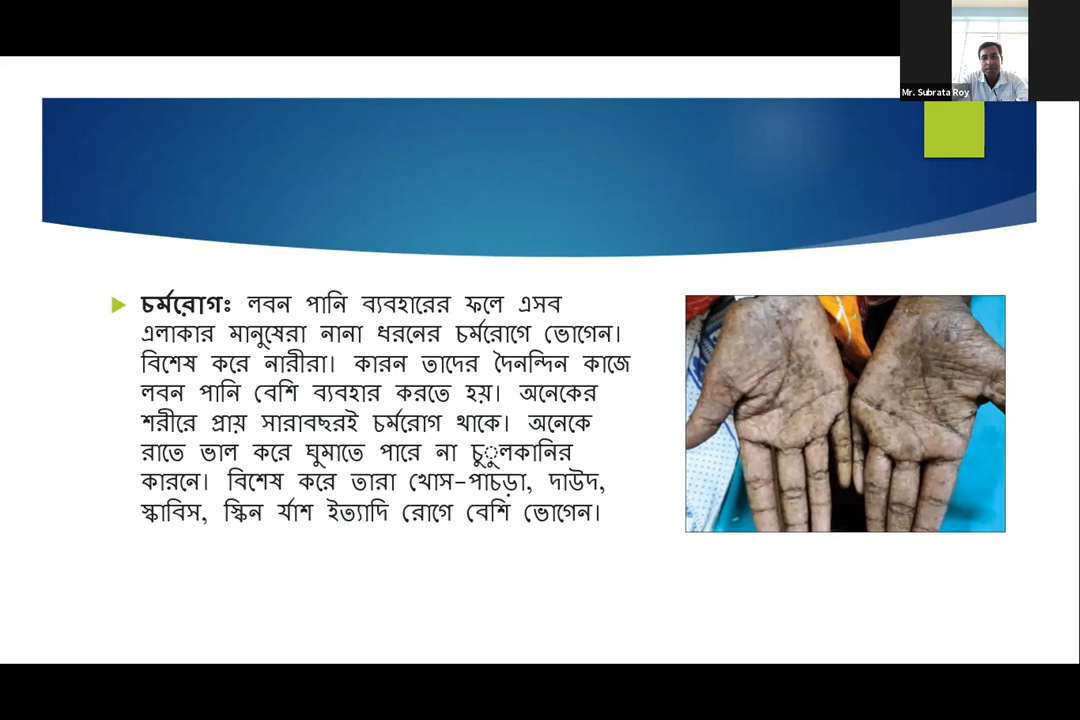 Mr. Subrata Roy
চর্মরোগঃ লবন পানি ব্যবহারের ফলে এসব
এলাকার মানুষেরা নানা ধরনের চর্মরোগে ভোগেন।
বিশেষ করে নারীরা। কারন তাদের দৈনন্দিন কাজে
লবন পানি বেশি ব্যবহার করতে হয়। অনেকের
শরীরে প্রায় সারাবছরই চর্মরোগ থাকে। অনেকে
রাতে ভাল করে ঘুমাতে পারে না চুুলকানির
কারনে। বিশেষ করে তারা খোস-পাচড়া, দাউদ,
স্কাবিস, স্কিন র্যাশ ইত্যাদি রোগে বেশি ভোগেন।